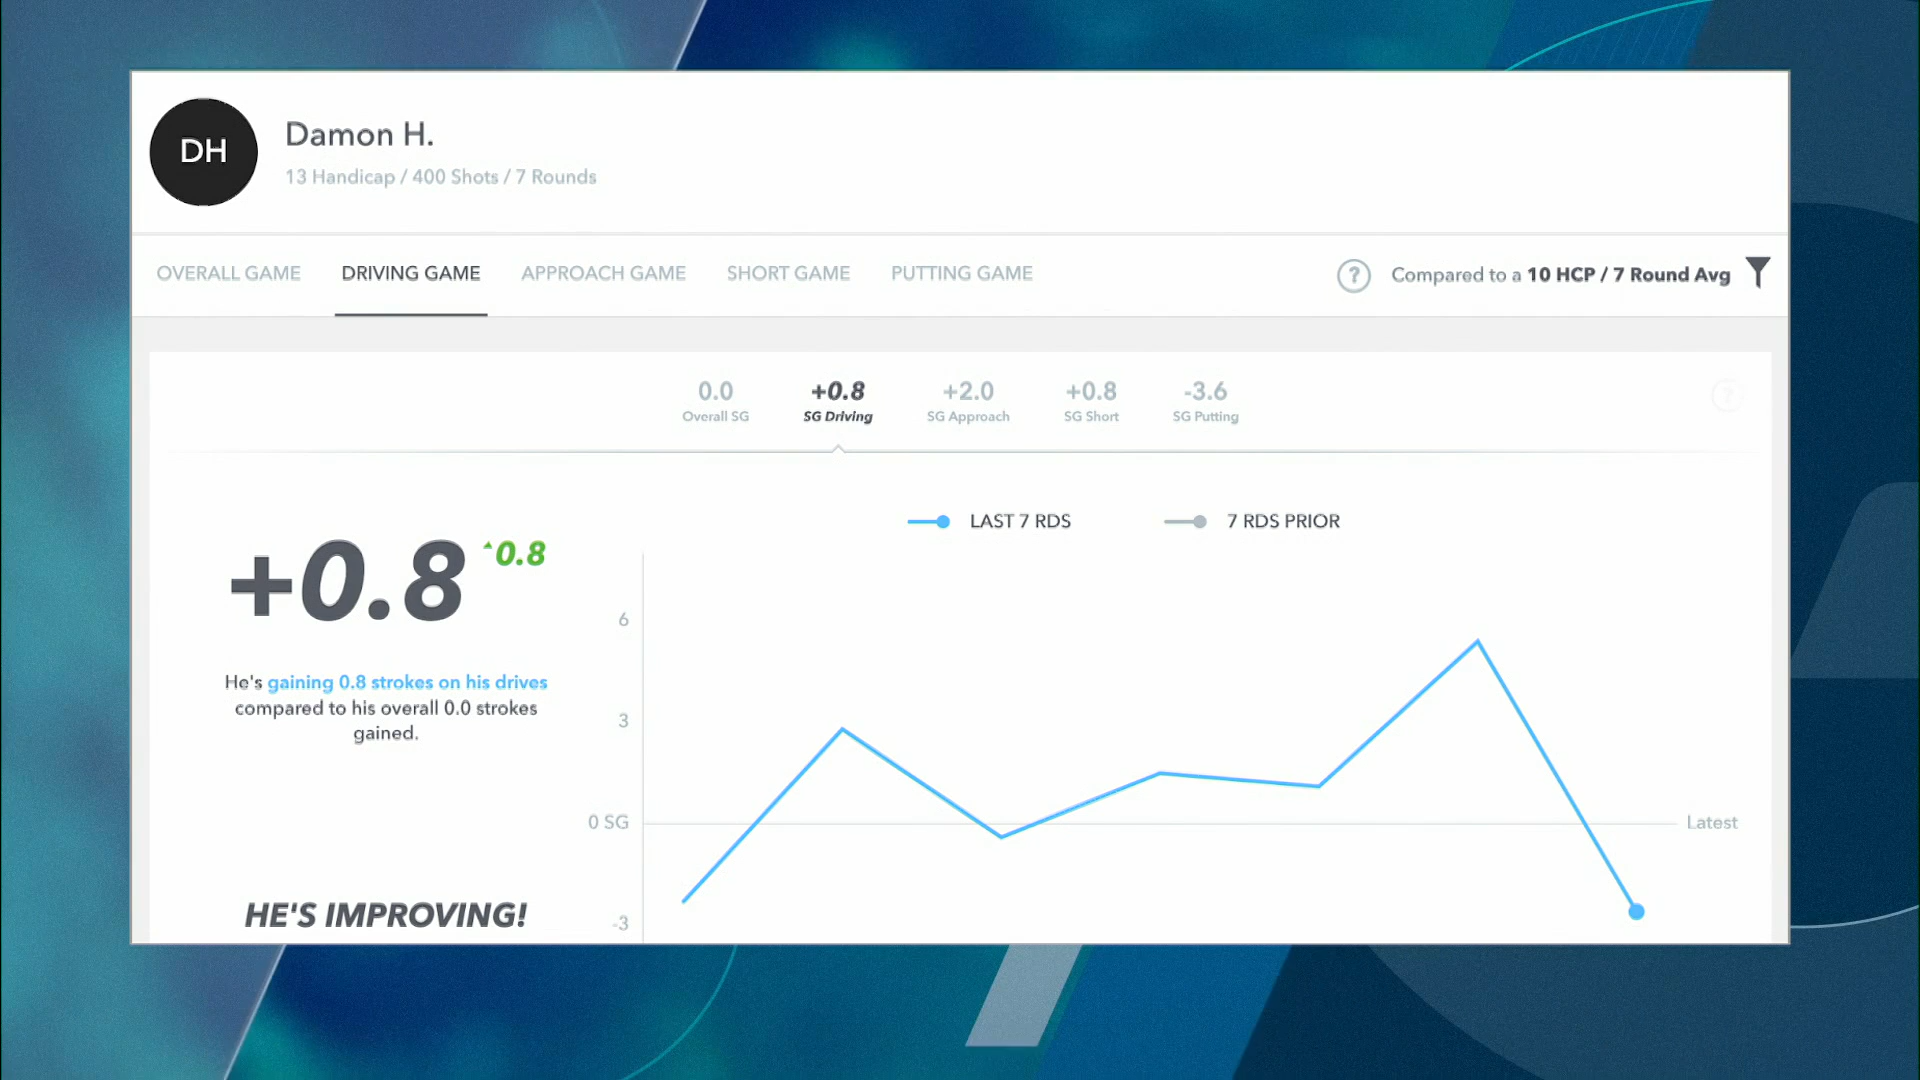 DH
Damon H.
13 Handicap / 400 Shots / 7 Rounds
OVERALL GAME DRIVING GAME APPROACH GAME SHORT GAME PUTTING GAME
? Compared to a 10 HCP / 7 Round Avg
0.0 +0.8 +2.0 +0.8 -3.6
Overall SG SG Driving SG Approach SG Short SG Putting
?
LAST 7 RDS 7 RDS PRIOR
+0.8 0.8
He's gaining 0.8 strokes on his drives
compared to his overall 0.0 strokes
gained.
HE'S IMPROVING!
6
3
0 SG
-3
Latest